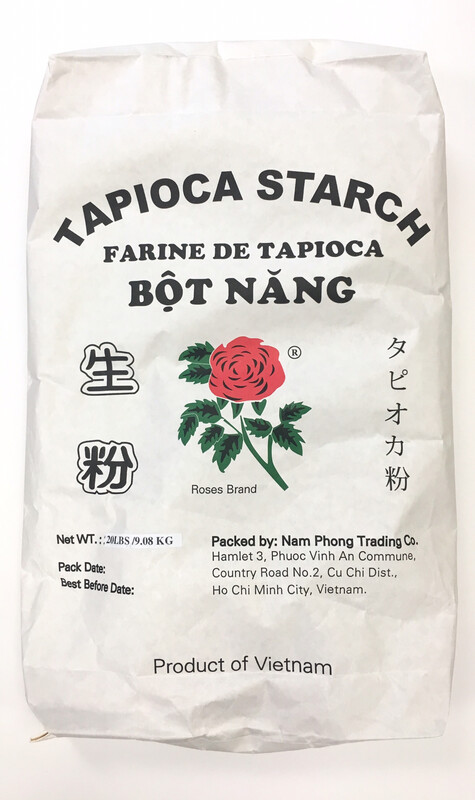 TAPIOCA STARCH
FARINE DE TAPIOCA
BỘT NĂNG
生粉
タピオカ粉
®
Roses Brand
Net WT.: 20LBS/9.08 KG
Pack Date:
Best Before Date:
Packed by: Nam Phong Trading Co.
Hamlet 3, Phuoc Vinh An Commune,
Country Road No.2, Cu Chi Dist.,
Ho Chi Minh City, Vietnam.
Product of Vietnam